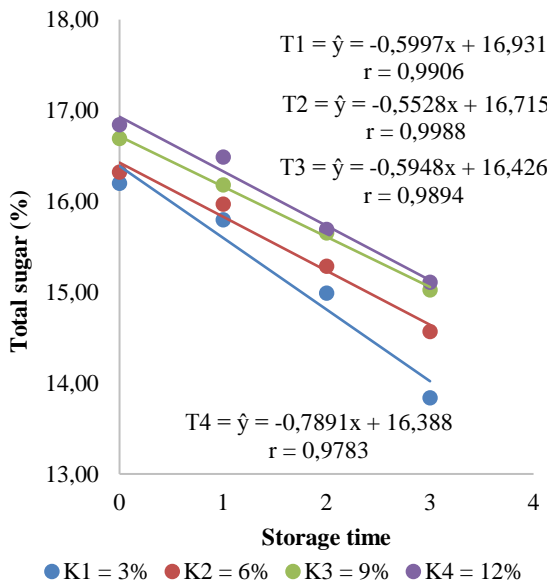 18,00
17,00
16,00
15,00
14,00
13,00
Total sugar (%)
T1 = ŷ = -0,5997x + 16,931
r = 0,9906
T2 = ŷ = -0,5528x + 16,715
r = 0,9988
T3 = ŷ = -0,5948x + 16,426
r = 0,9894
T4 = ŷ = -0,7891x + 16,388
r = 0,9783
0 1 2 3 4
Storage time
K1 = 3% K2 = 6% K3 = 9% K4 = 12%